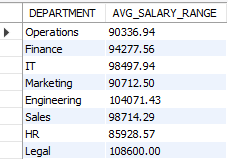 DEPARTMENT AVG_SALARY_RANGE
Operations 90336.94
Finance 94277.56
IT 98497.94
Marketing 90712.50
Engineering 104071.43
Sales 98714.29
HR 85928.57
Legal 108600.00